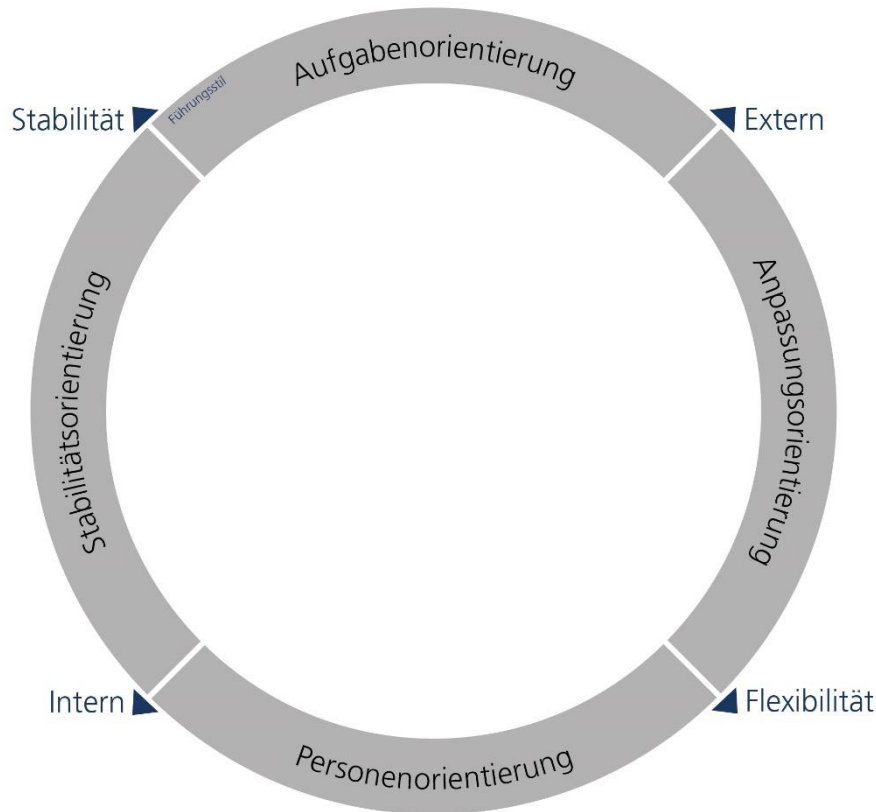 Aufgabenorientierung
Führungsstil
Stabilität
Extern
Stabilitätsorientierung
Anpassungsorientierung
Intern
Flexibilität
Personenorientierung